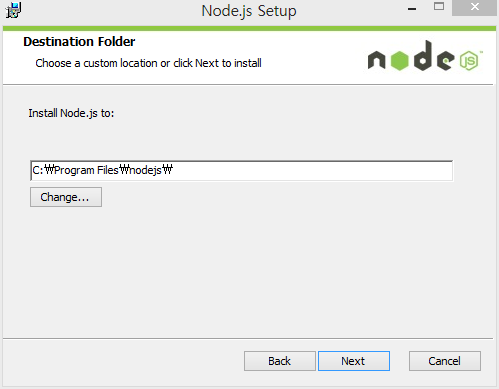 Node.js Setup
Destination Folder
Choose a custom location or click Next to install
node JS
Install Node.js to:
C:₩Program Files₩nodejs₩
Change...
Back
Next
Cancel